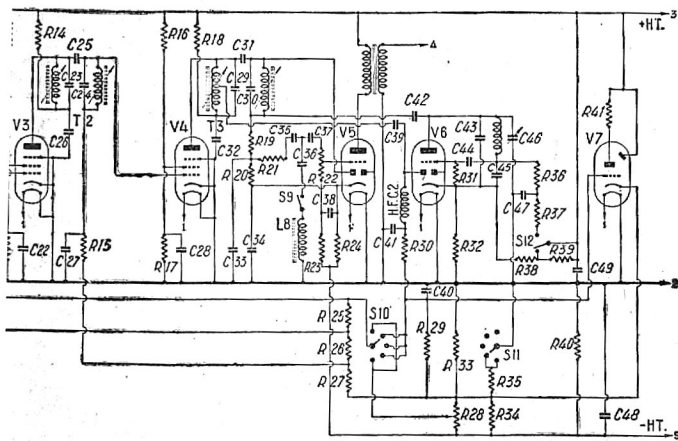 3
+HT.
R14
C25
R16
R18
C31
4
C26
C23
C24
T2
V3
C29
C30
T3
V4
C32
R19
C35
C37
C36
V5
C39
C42
V6
C43
C44
C45
C46
R41
V7
R21
R20
R22
S9
C38
L8
R23
R24
H.F.C2
C41
R30
R31
R32
R36
C47
R37
S12
R38
R39
C49
C22
C27
R15
R17
C28
C33
C34
2
C40
R25
S10
R26
R29
R27
R33
S11
R35
R40
R28
R34
C48
-HT.